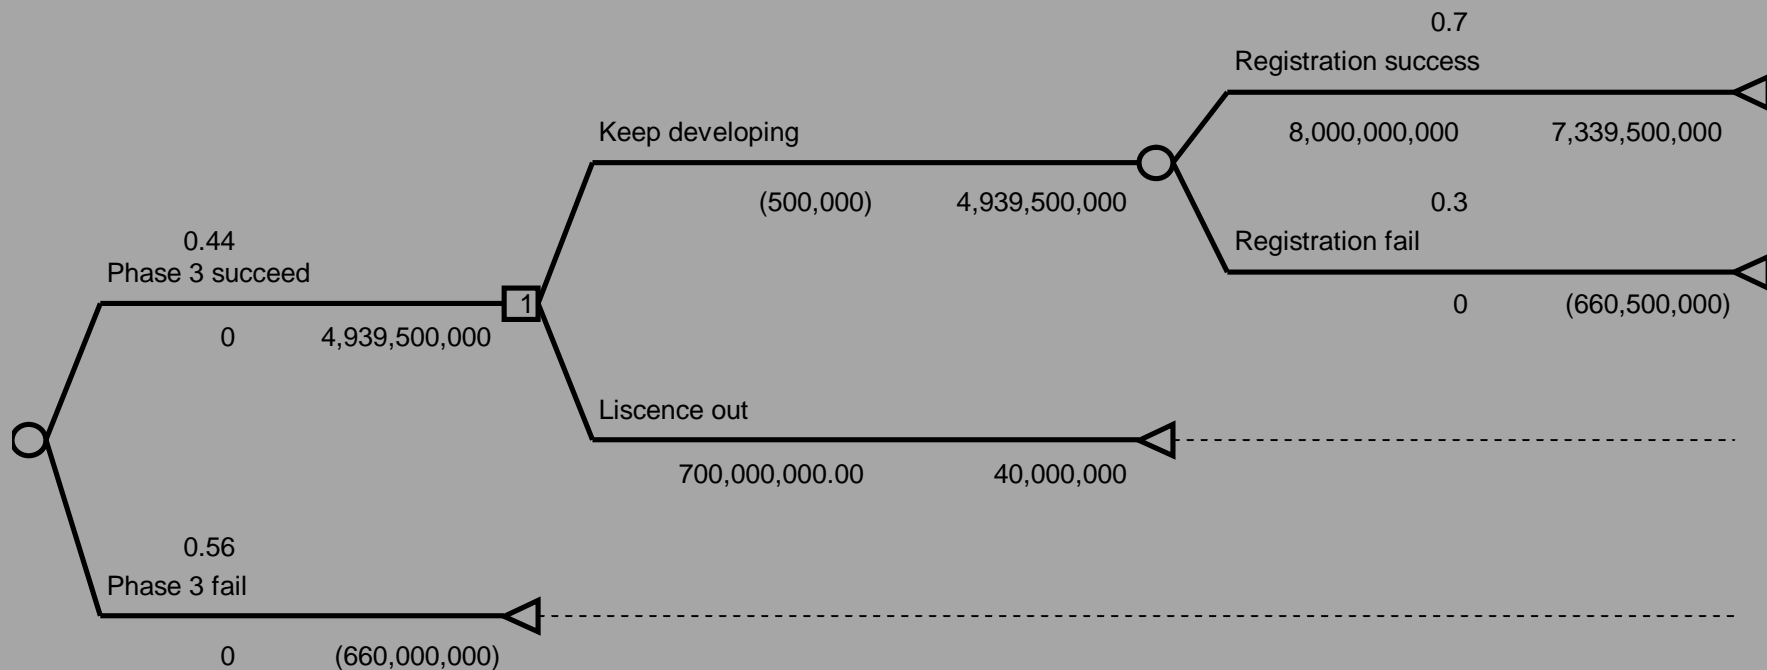 0.7
Registration success
8,000,000,000 7,339,500,000
Keep developing
(500,000) 4,939,500,000
0.3
Registration fail
0 (660,500,000)
0.44
Phase 3 succeed
1
0 4,939,500,000
Liscence out
700,000,000.00 40,000,000
0.56
Phase 3 fail
0 (660,000,000)